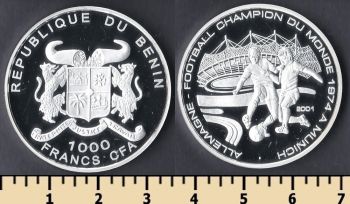 REPUBLIQUE DU BENIN
FRATERNITE JUSTICE TRAVAIL
1000
FRANCS CFA
ALLEMAGNE - FOOTBALL CHAMPION DU MONDE 1974 A MUNICH
2001
1 2 3 4 5 6 7